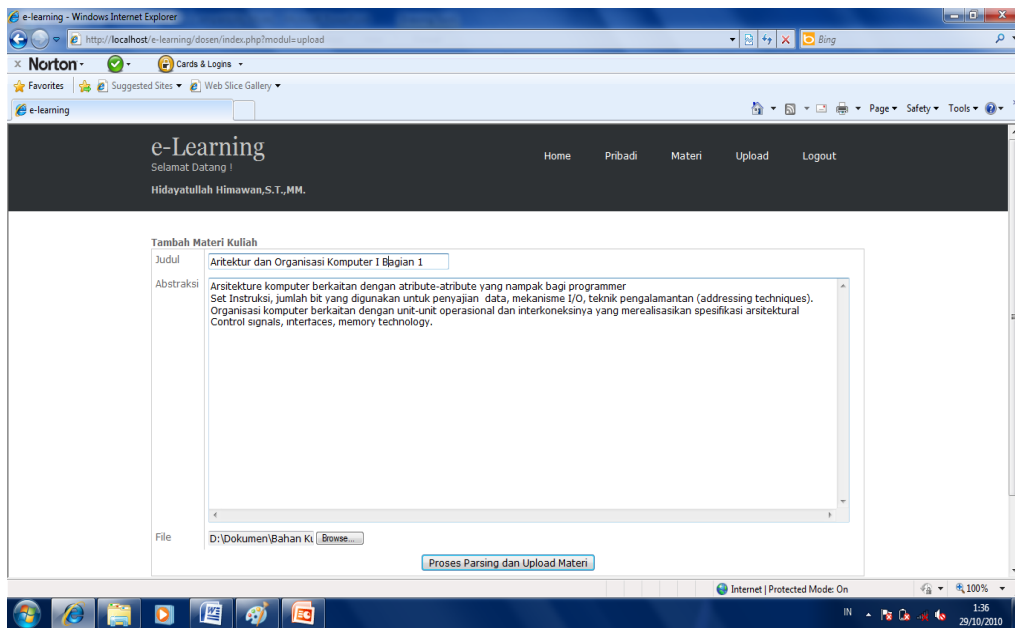 e-learning - Windows Internet Explorer
http://localhost/e-learning/dosen/index.php?modul=upload
Bing
Norton
Cards & Logins
Favorites Suggested Sites Web Slice Gallery
e-learning
Page Safety Tools
e-Learning
Selamat Datang !
Hidayatullah Himawan,S.T.,MM.
Home Pribadi Materi Upload Logout
Tambah Materi Kuliah
Judul Aritektur dan Organisasi Komputer I Bagian 1
Abstraksi Arsitekture komputer berkaitan dengan atribute-atribute yang nampak bagi programmer
Set Instruksi, jumlah bit yang digunakan untuk penyajian data, mekanisme I/O, teknik pengalamantan (addressing techniques).
Organisasi komputer berkaitan dengan unit-unit operasional dan interkoneksinya yang merealisasikan spesifikasi arsitektural
Control signals, interfaces, memory technology.
File D:\Dokumen\Bahan Ku Browse...
Proses Parsing dan Upload Materi
Internet | Protected Mode: On 100%
IN 1:36
29/10/2010